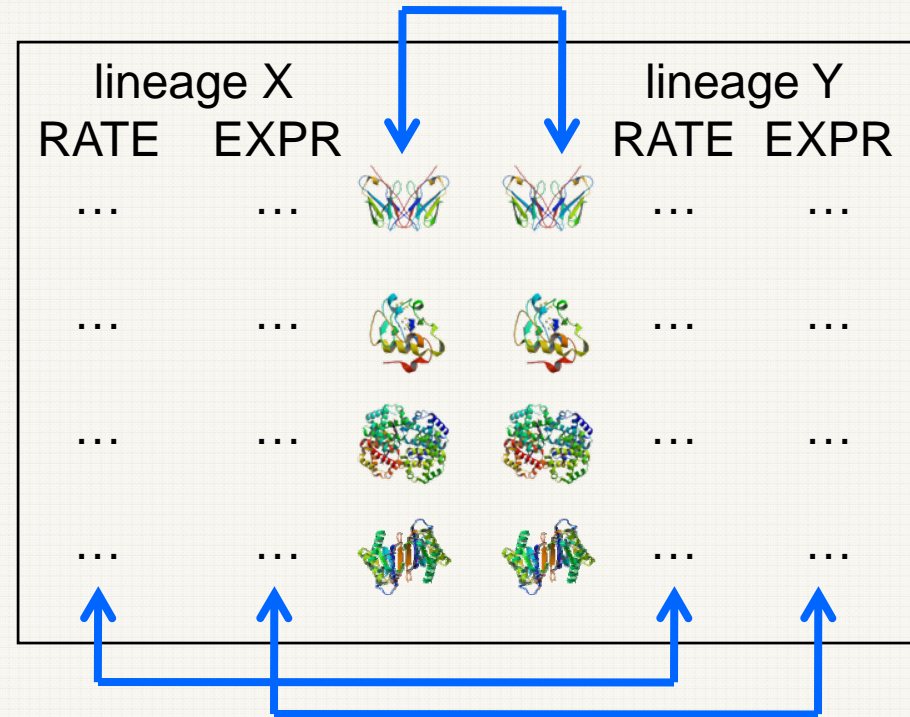 lineage X lineage Y
RATE EXPR RATE EXPR
… … … …
… … … …
… … … …
… … … …